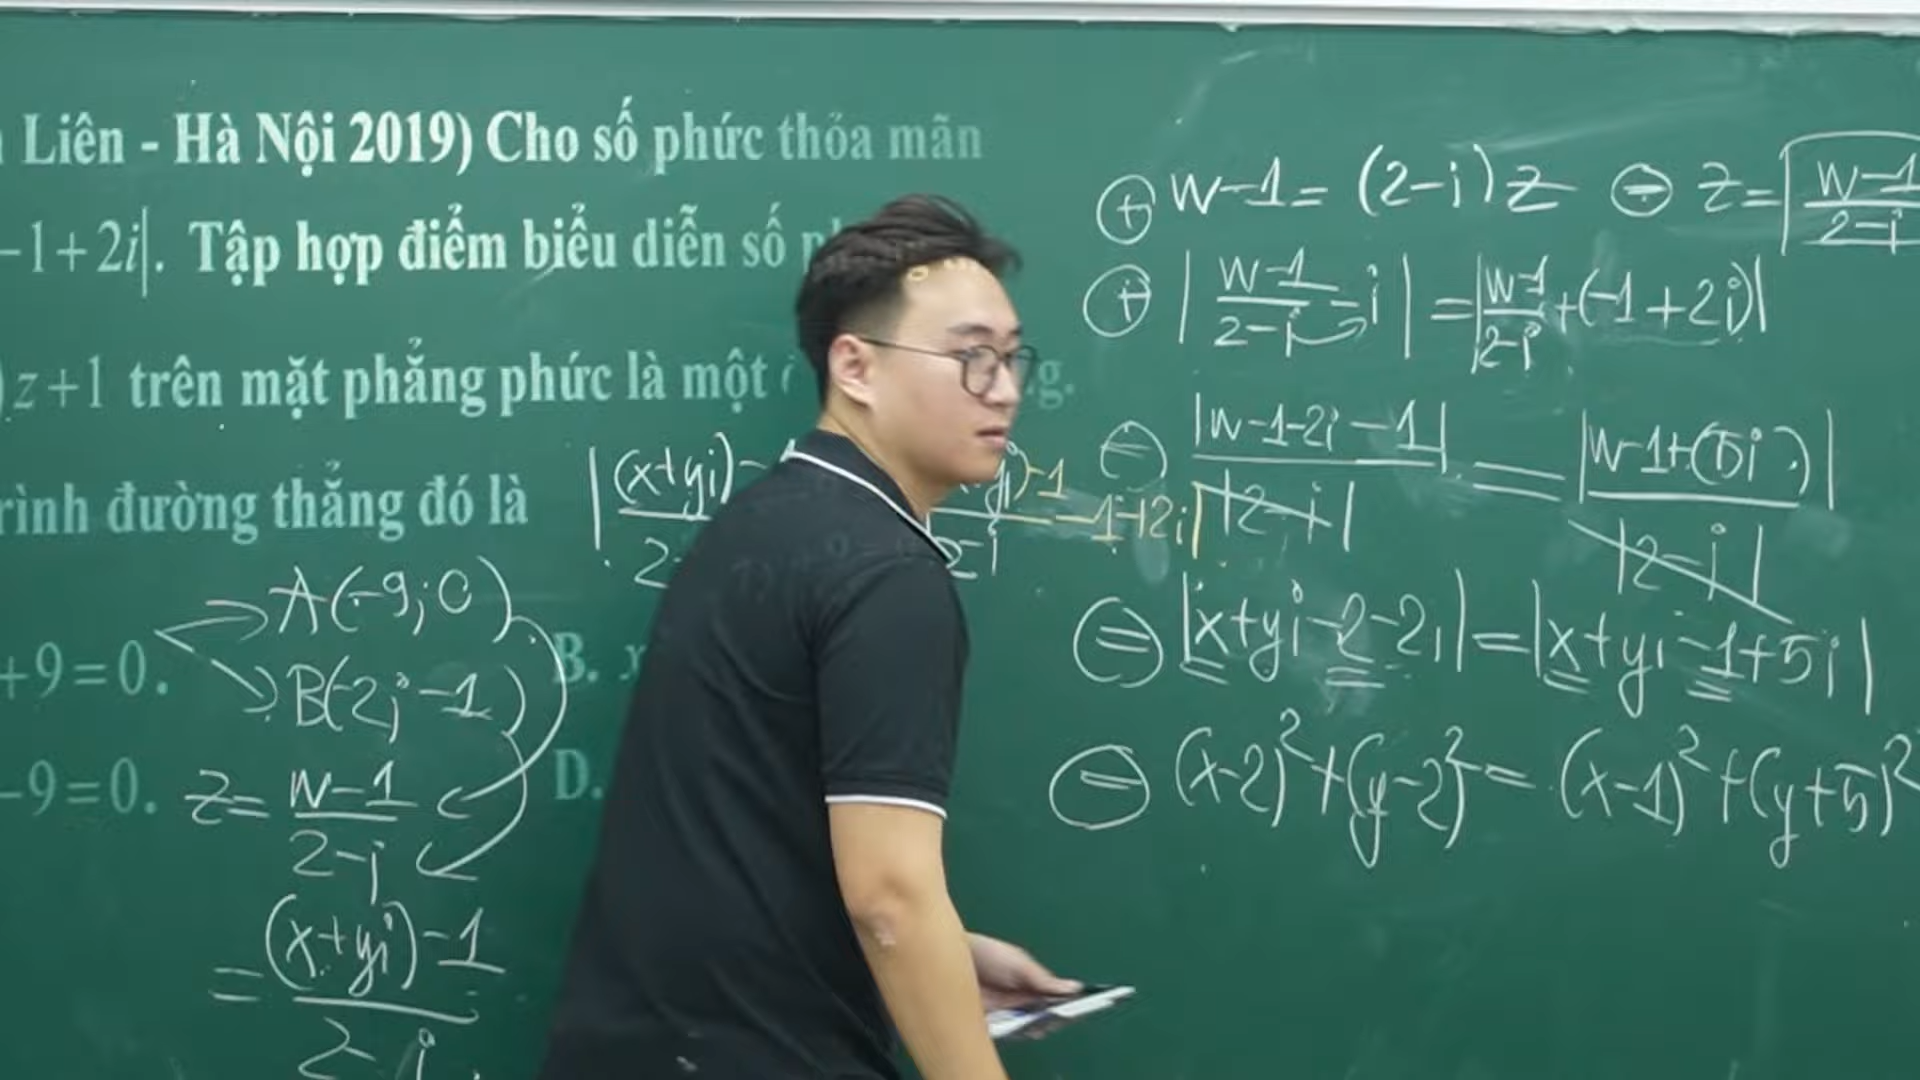 Liên - Hà Nội 2019) Cho số phức thỏa mãn
-1+2i|. Tập hợp điểm biểu diễn số
)z+1 trên mặt phẳng phức là một
g.
rình đường thẳng đó là
+9=0.
B. x
-9=0.
D.
A(-9;0)
B(-2;-1)
z= (w-1)/(2-i)
= ((x+yi)-1)/(2-i)
|(x+yi)-
yi)-1
2-i
-1+2i|
⊕ w-1= (2-i)z ⇔ z= (w-1)/(2-i)
⊕ |(w-1)/(2-i) -i| = |(w-1)/(2-i) +(-1+2i)|
⇔ |w-1-2i-1|/|2-i| = |w-1+(5i)|/|2-i|
⇔ |x+yi-2-2i|=|x+yi-1+5i|
⇔ (x-2)²+(y-2)²= (x-1)²+(y+5)²